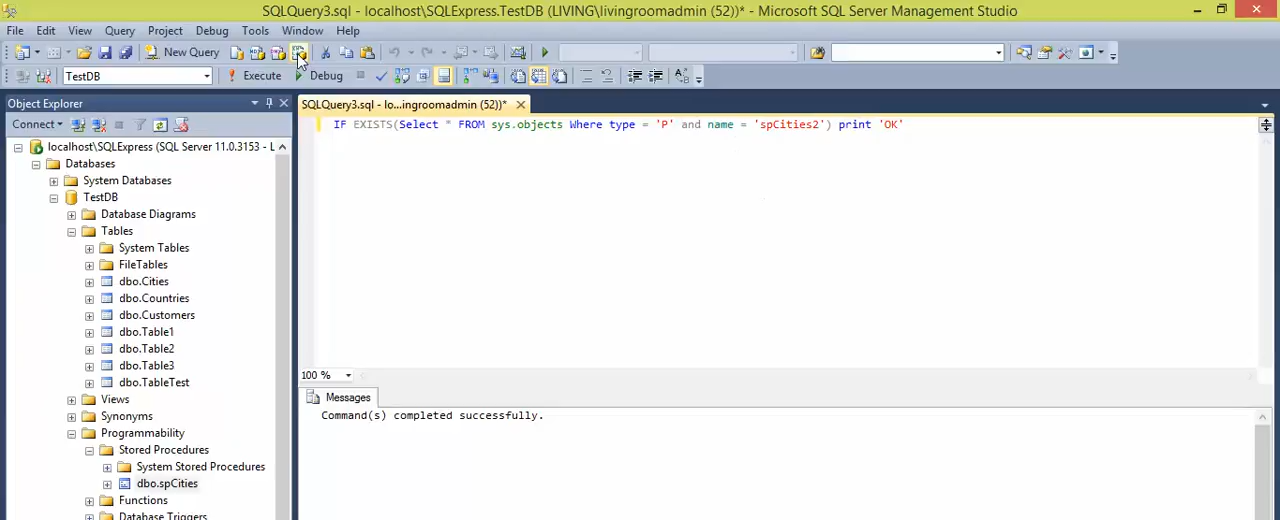 SQLQuery3.sql - localhost\SQLExpress.TestDB (LIVING\livingroomadmin (52))* - Microsoft SQL Server Management Studio
File Edit View Query Project Debug Tools Window Help
New Query
TestDB Execute Debug
Object Explorer
SQLQuery3.sql - lo...ingroomadmin (52))*
Connect
IF EXISTS(Select * FROM sys.objects Where type = 'P' and name = 'spCities2') print 'OK'
localhost\SQLExpress (SQL Server 11.0.3153 - L
Databases
System Databases
TestDB
Database Diagrams
Tables
System Tables
FileTables
dbo.Cities
dbo.Countries
dbo.Customers
dbo.Table1
dbo.Table2
dbo.Table3
dbo.TableTest
Views
Synonyms
Programmability
Stored Procedures
System Stored Procedures
dbo.spCities
Functions
Database Triggers
100 %
Messages
Command(s) completed successfully.